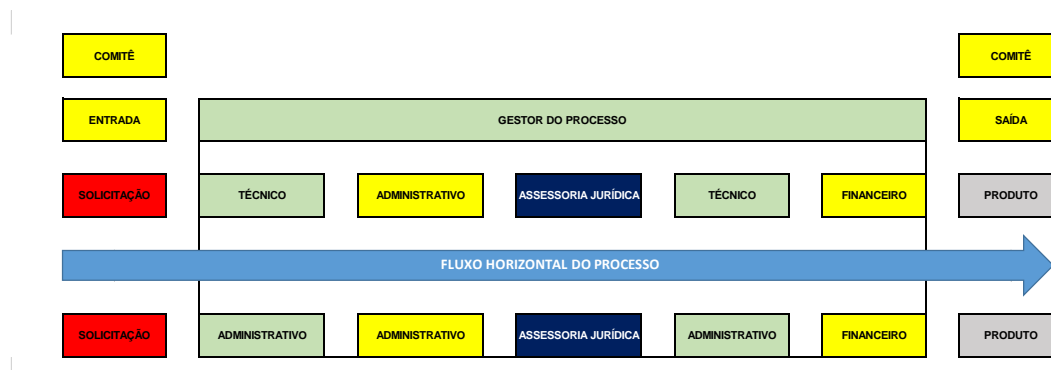 COMITÊ COMITÊ
ENTRADA GESTOR DO PROCESSO SAÍDA
SOLICITAÇÃO TÉCNICO ADMINISTRATIVO ASSESSORIA JURÍDICA TÉCNICO FINANCEIRO PRODUTO
FLUXO HORIZONTAL DO PROCESSO
SOLICITAÇÃO ADMINISTRATIVO ADMINISTRATIVO ASSESSORIA JURÍDICA ADMINISTRATIVO FINANCEIRO PRODUTO